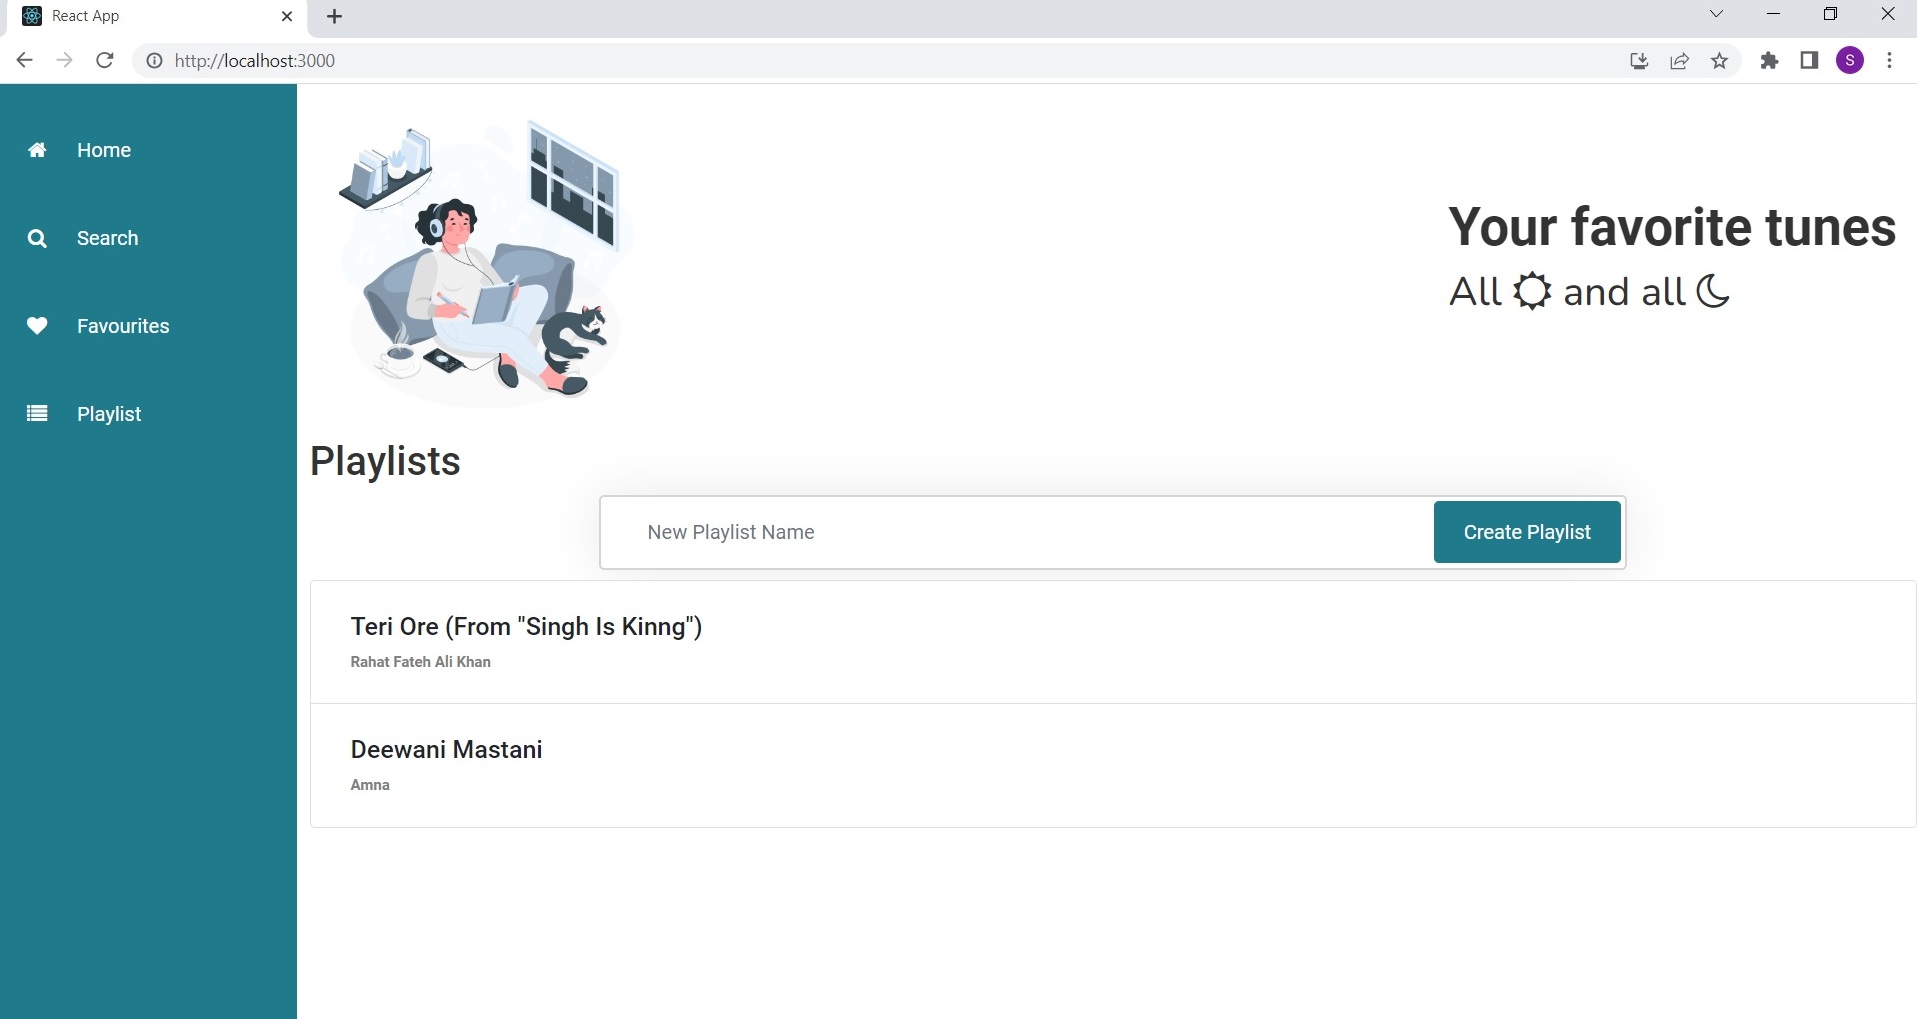 React App
http://localhost:3000
S
Home
Search
Favourites
Playlist
Your favorite tunes
All and all
Playlists
New Playlist Name
Create Playlist
Teri Ore (From "Singh Is Kinng")
Rahat Fateh Ali Khan
Deewani Mastani
Amna